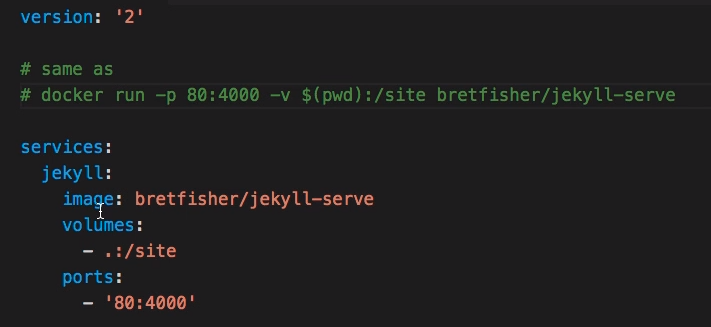 version: '2'
# same as
# docker run -p 80:4000 -v $(pwd):/site bretfisher/jekyll-serve
services:
  jekyll:
    image: bretfisher/jekyll-serve
    volumes:
      - .:/site
    ports:
      - '80:4000'